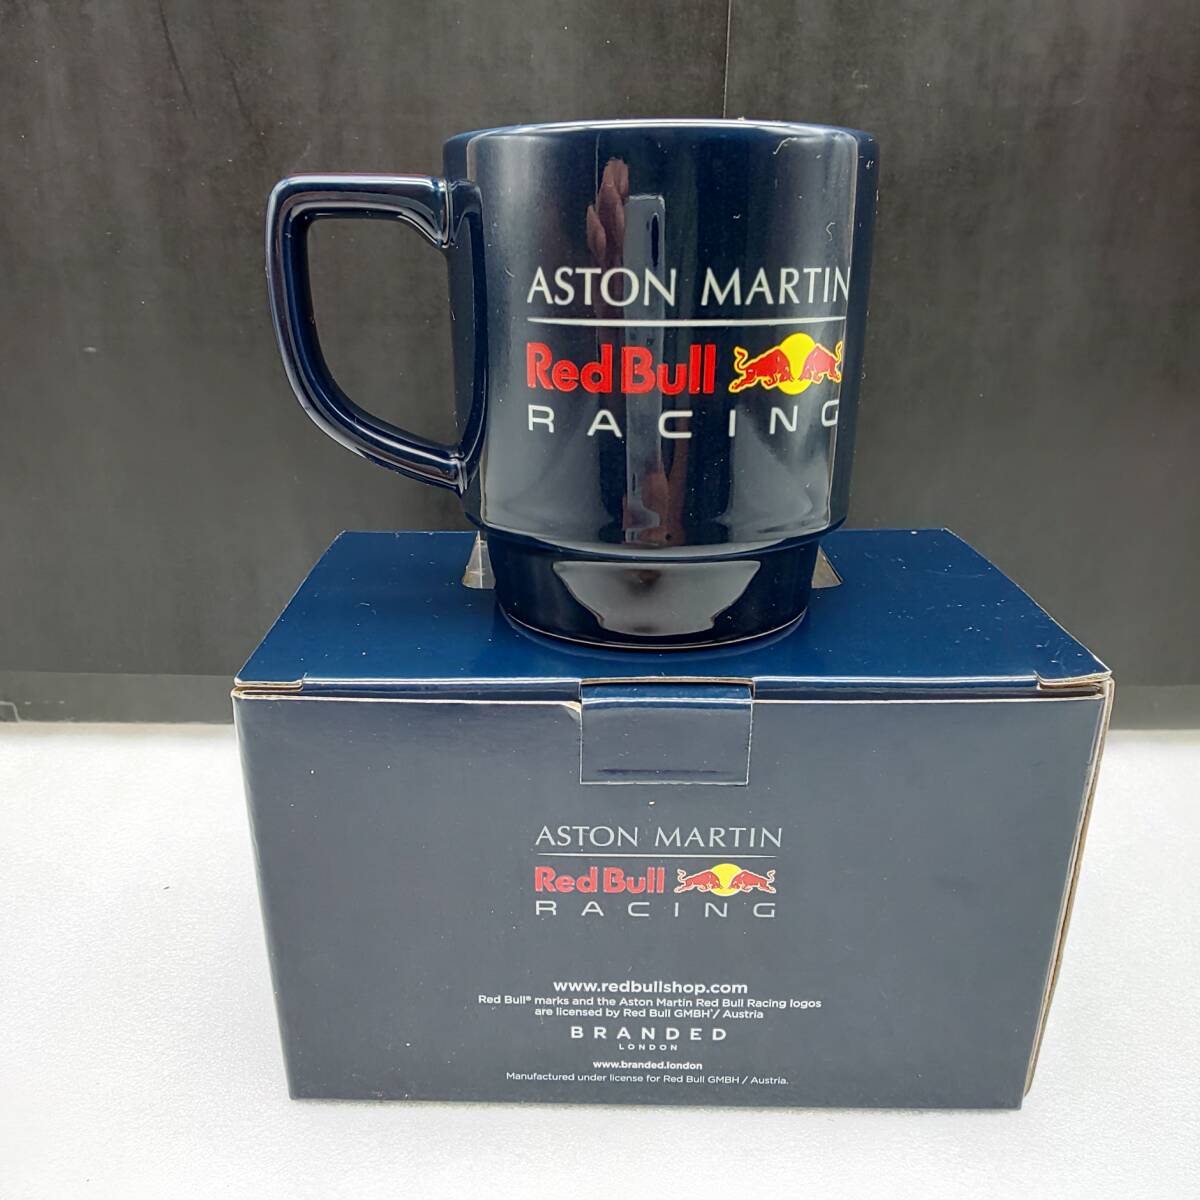 ASTON MARTIN
Red Bull
RACING
ASTON MARTIN
Red Bull
RACING
www.redbullshop.com
Red Bull® marks and the Aston Martin Red Bull Racing logos
are licensed by Red Bull GMBH / Austria
BRANDED
LONDON
www.branded.london
Manufactured under license for Red Bull GMBH / Austria.